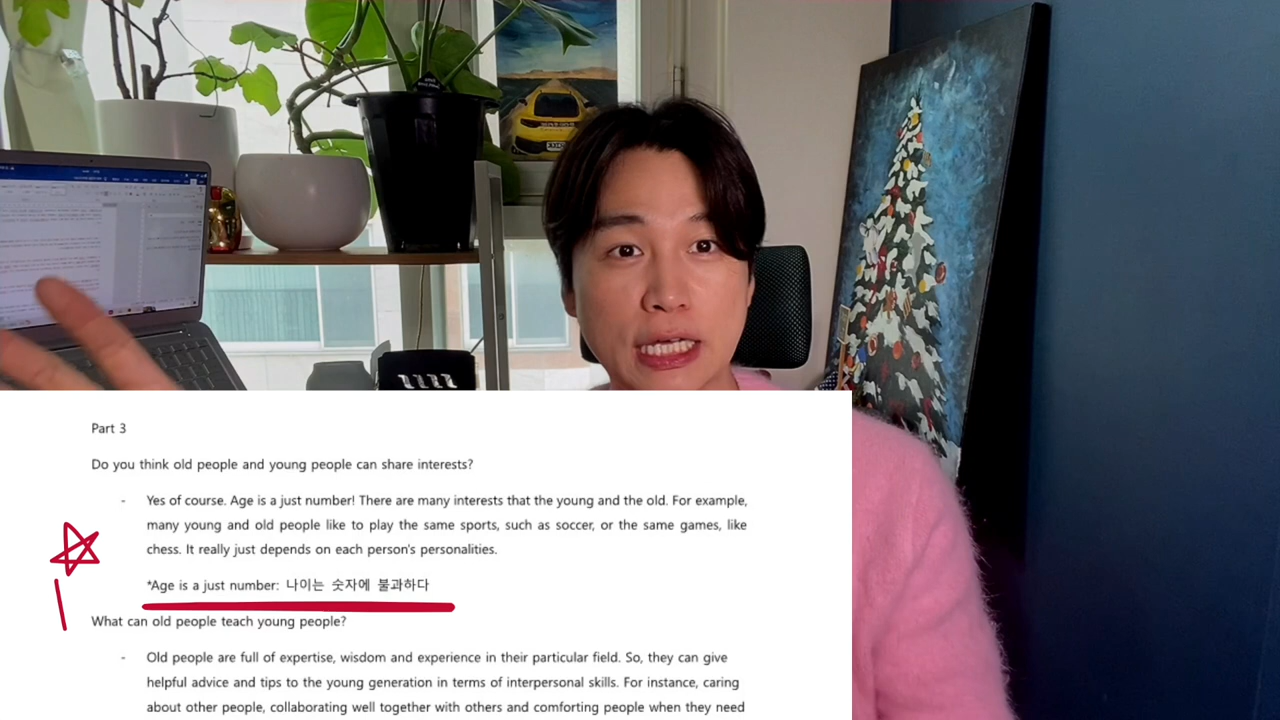 Part 3
Do you think old people and young people can share interests?
- Yes of course. Age is a just number! There are many interests that the young and the old. For example,
many young and old people like to play the same sports, such as soccer, or the same games, like
chess. It really just depends on each person's personalities.
*Age is a just number: 나이는 숫자에 불과하다
What can old people teach young people?
- Old people are full of expertise, wisdom and experience in their particular field. So, they can give
helpful advice and tips to the young generation in terms of interpersonal skills. For instance, caring
about other people, collaborating well together with others and comforting people when they need